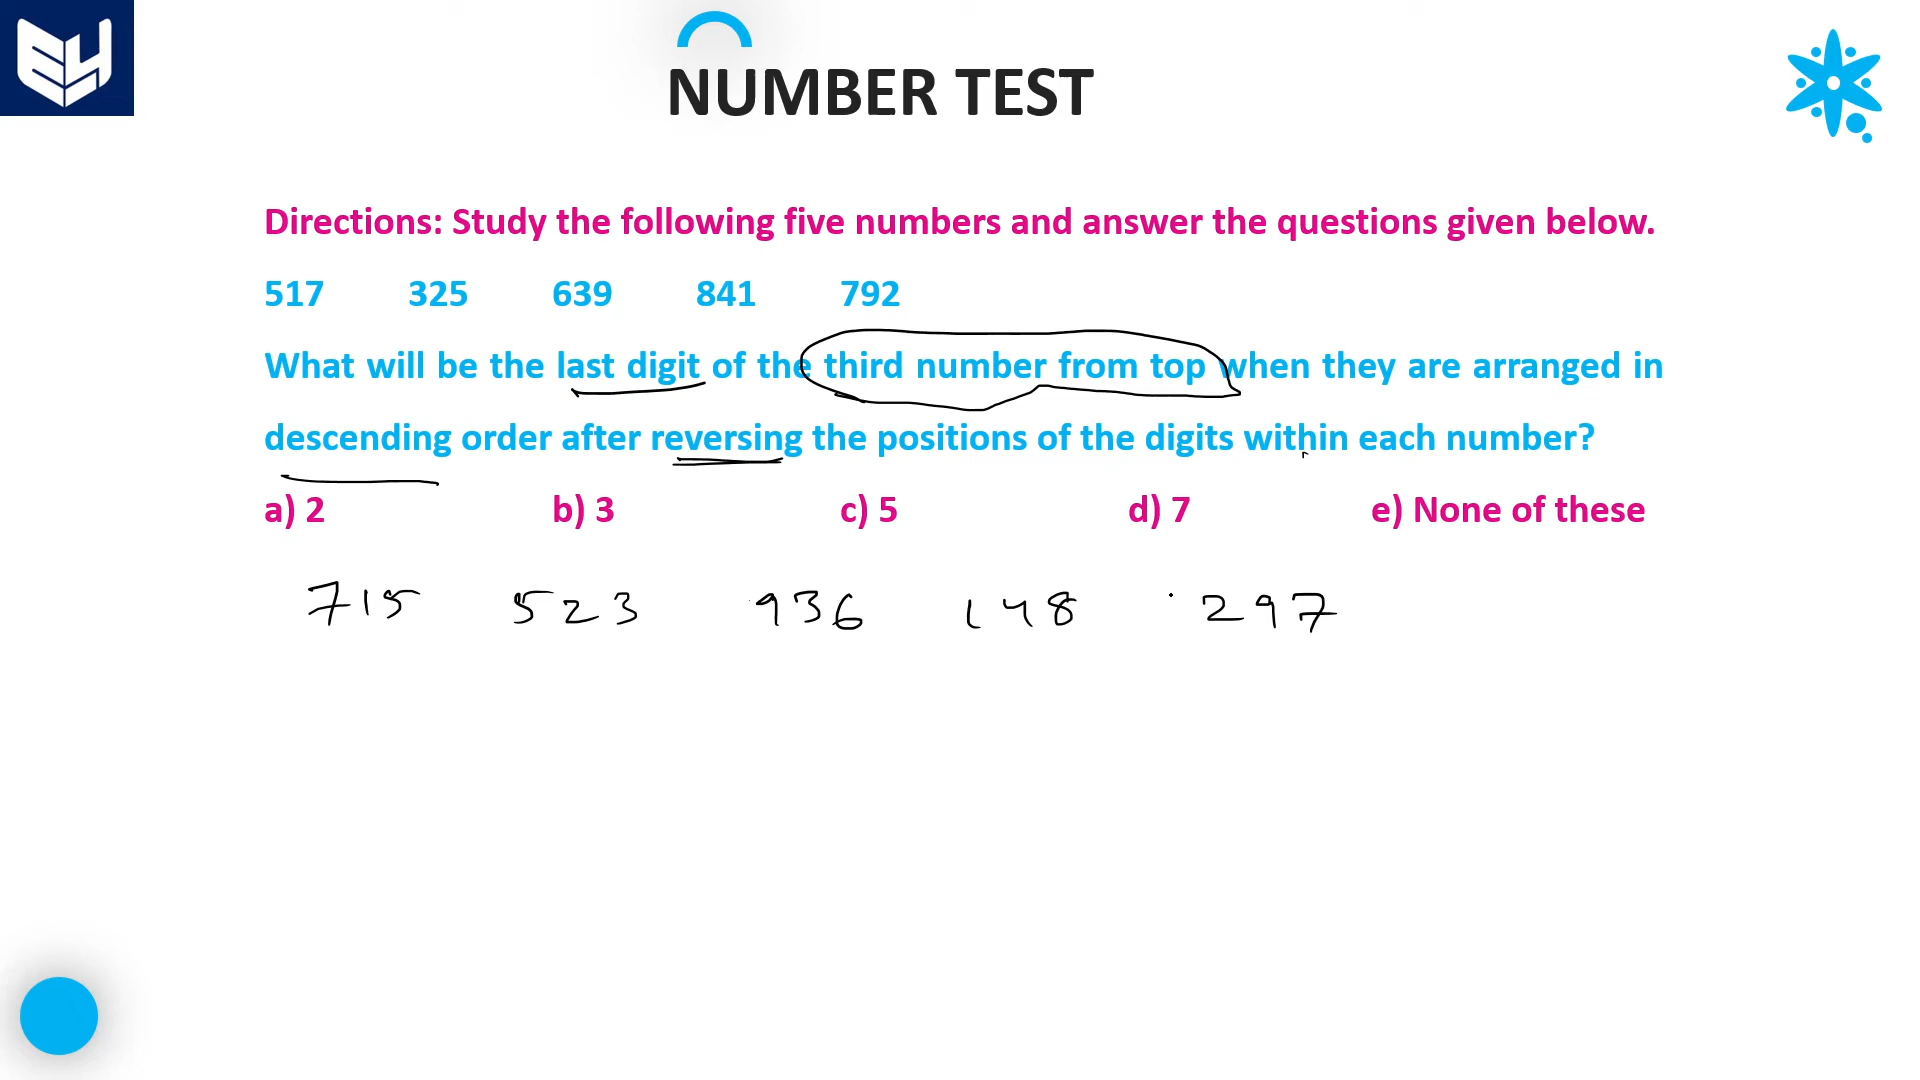 NUMBER TEST
Directions: Study the following five numbers and answer the questions given below.
517 325 639 841 792
What will be the last digit of the third number from top when they are arranged in
descending order after reversing the positions of the digits within each number?
a) 2 b) 3 c) 5 d) 7 e) None of these
715 523 936 148 297